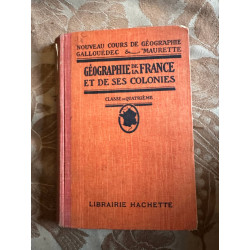 NOUVEAU COURS DE GÉOGRAPHIE
GALLOUÉDEC & MAURETTE
GÉOGRAPHIE DE LA FRANCE
ET DE SES COLONIES
CLASSE DE QUATRIÈME
LIBRAIRIE HACHETTE